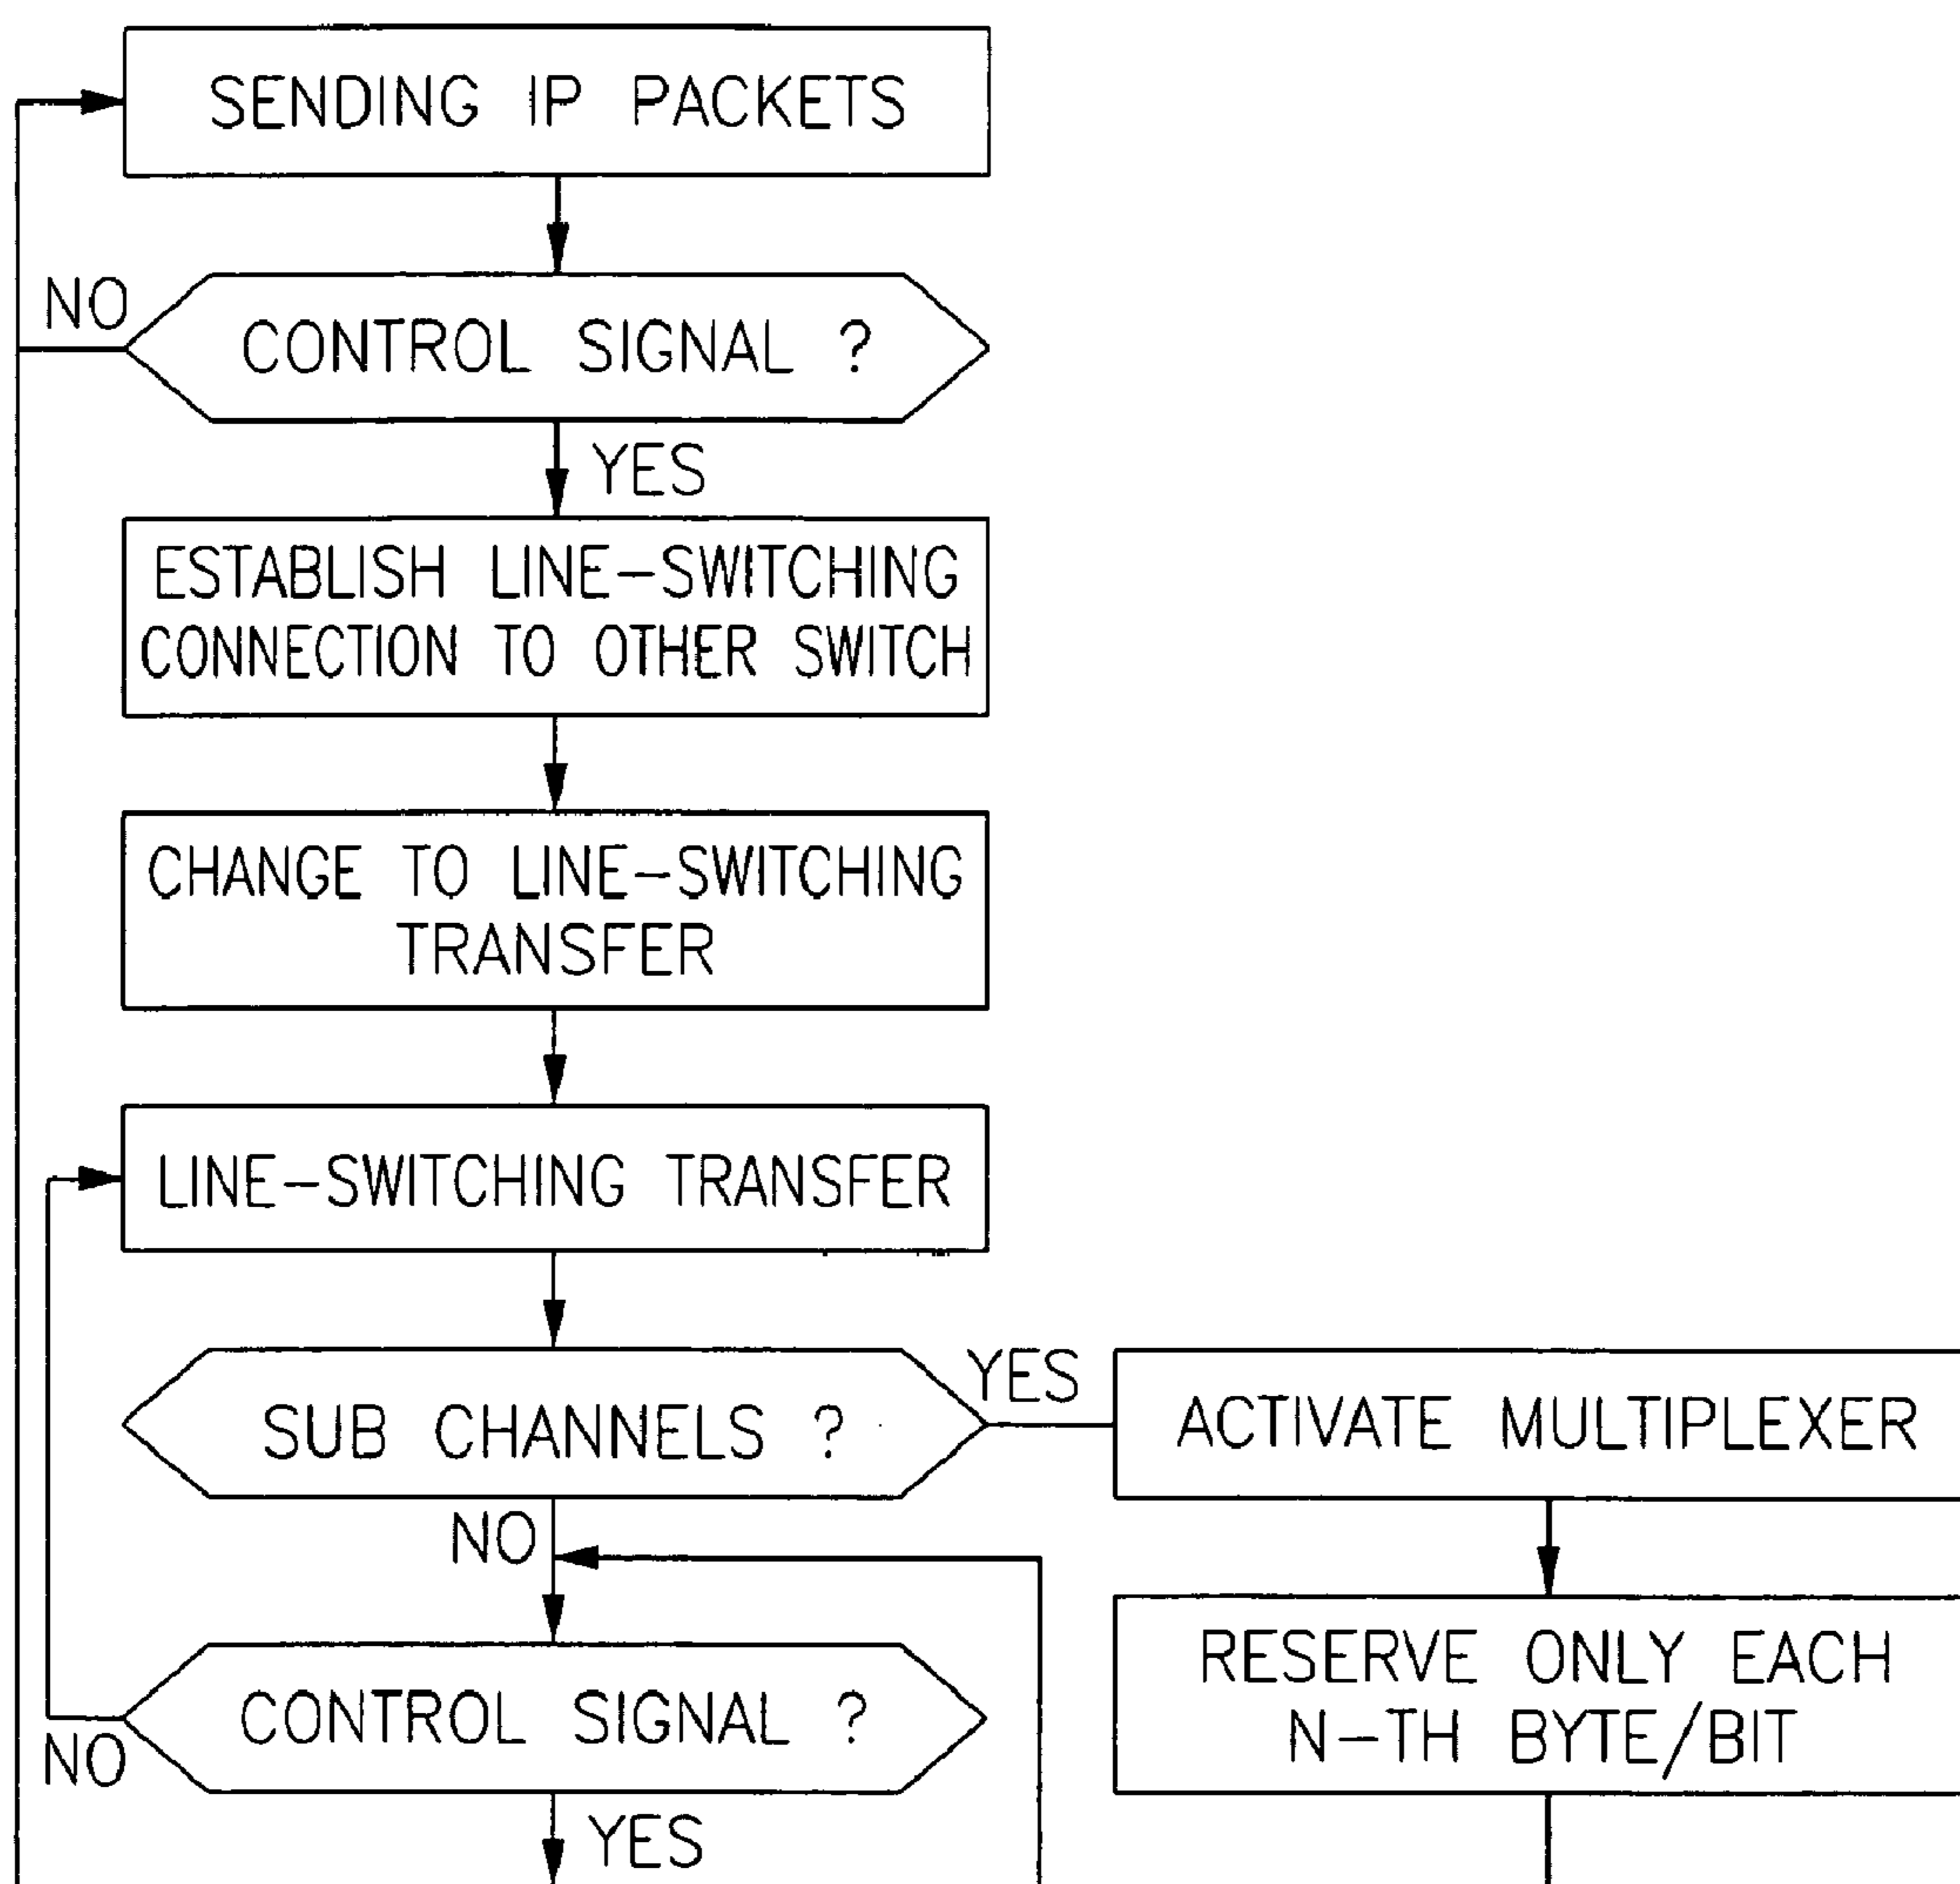 SENDING IP PACKETS
NO
CONTROL SIGNAL ?
YES
ESTABLISH LINE-SWITCHING
CONNECTION TO OTHER SWITCH
CHANGE TO LINE-SWITCHING
TRANSFER
LINE-SWITCHING TRANSFER
SUB CHANNELS ?
YES
ACTIVATE MULTIPLEXER
NO
RESERVE ONLY EACH
N-TH BYTE/BIT
CONTROL SIGNAL ?
NO
YES